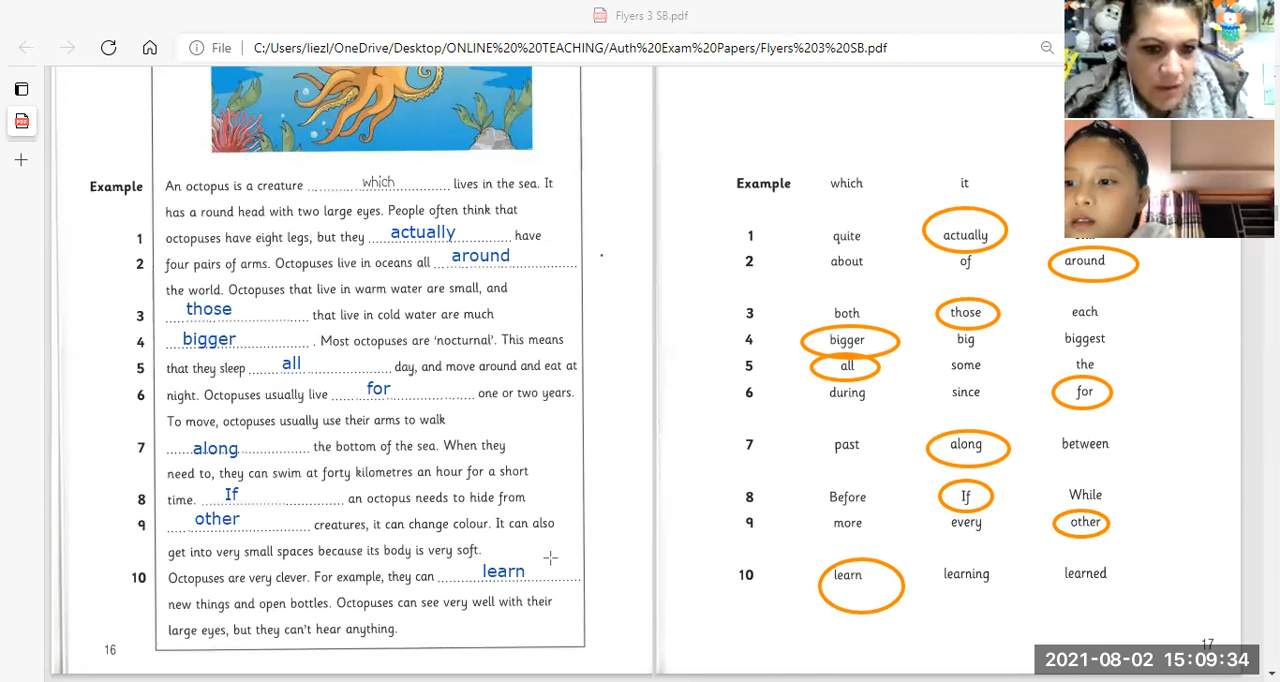 Flyers 3 SB.pdf
File C:/Users/liezl/OneDrive/Desktop/ONLINE%20%20TEACHING/Auth%20Exam%20Papers/Flyers%203%20SB.pdf
Example An octopus is a creature which lives in the sea. It
has a round head with two large eyes. People often think that
1 octopuses have eight legs, but they actually have
2 four pairs of arms. Octopuses live in oceans all around
the world. Octopuses that live in warm water are small, and
3 those that live in cold water are much
4 bigger . Most octopuses are ‘nocturnal’. This means
5 that they sleep all day, and move around and eat at
6 night. Octopuses usually live for one or two years.
To move, octopuses usually use their arms to walk
7 along the bottom of the sea. When they
need to, they can swim at forty kilometres an hour for a short
8 time. If an octopus needs to hide from
9 other creatures, it can change colour. It can also
get into very small spaces because its body is very soft.
10 Octopuses are very clever. For example, they can learn
new things and open bottles. Octopuses can see very well with their
large eyes, but they can't hear anything.
16
Example which it
1 quite actually
2 about of around
3 both those each
4 bigger big biggest
5 all some the
6 during since for
7 past along between
8 Before If While
9 more every other
10 learn learning learned
17
2021-08-02 15:09:34